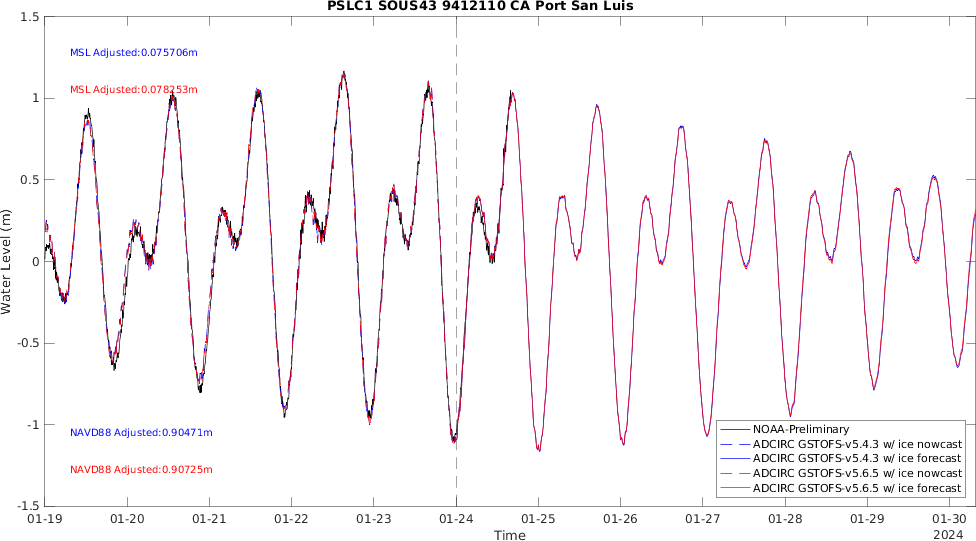 PSLC1 SOUS43 9412110 CA Port San Luis
1.5
1
0.5
0
-0.5
-1
-1.5
Water Level (m)
MSL Adjusted:0.075706m
MSL Adjusted:0.078253m
NAVD88 Adjusted:0.90471m
NAVD88 Adjusted:0.90725m
NOAA-Preliminary
ADCIRC GSTOFS-v5.4.3 w/ ice nowcast
ADCIRC GSTOFS-v5.4.3 w/ ice forecast
ADCIRC GSTOFS-v5.6.5 w/ ice nowcast
ADCIRC GSTOFS-v5.6.5 w/ ice forecast
01-19 01-20 01-21 01-22 01-23 01-24 01-25 01-26 01-27 01-28 01-29 01-30
Time
2024